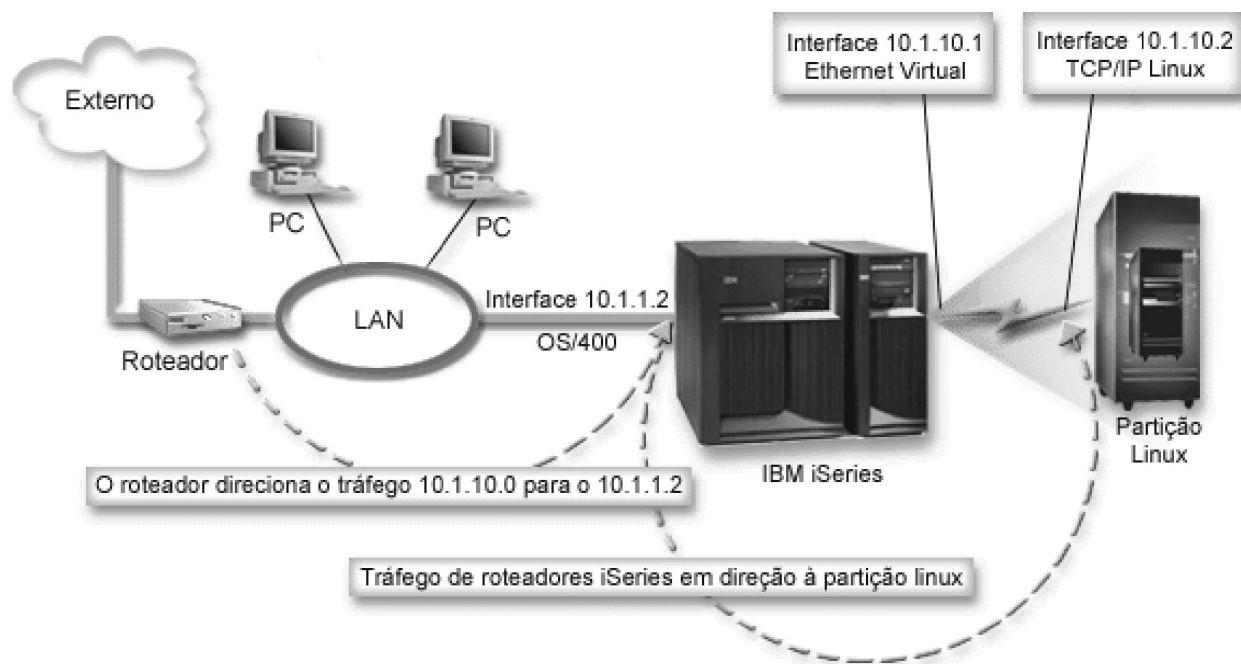 Interface 10.1.10.1
Ethernet Virtual
Interface 10.1.10.2
TCP/IP Linux
Externo
PC
PC
LAN
Interface 10.1.1.2
OS/400
Roteador
IBM iSeries
Partição
Linux
O roteador direciona o tráfego 10.1.10.0 para o 10.1.1.2
Tráfego de roteadores iSeries em direção à partição linux